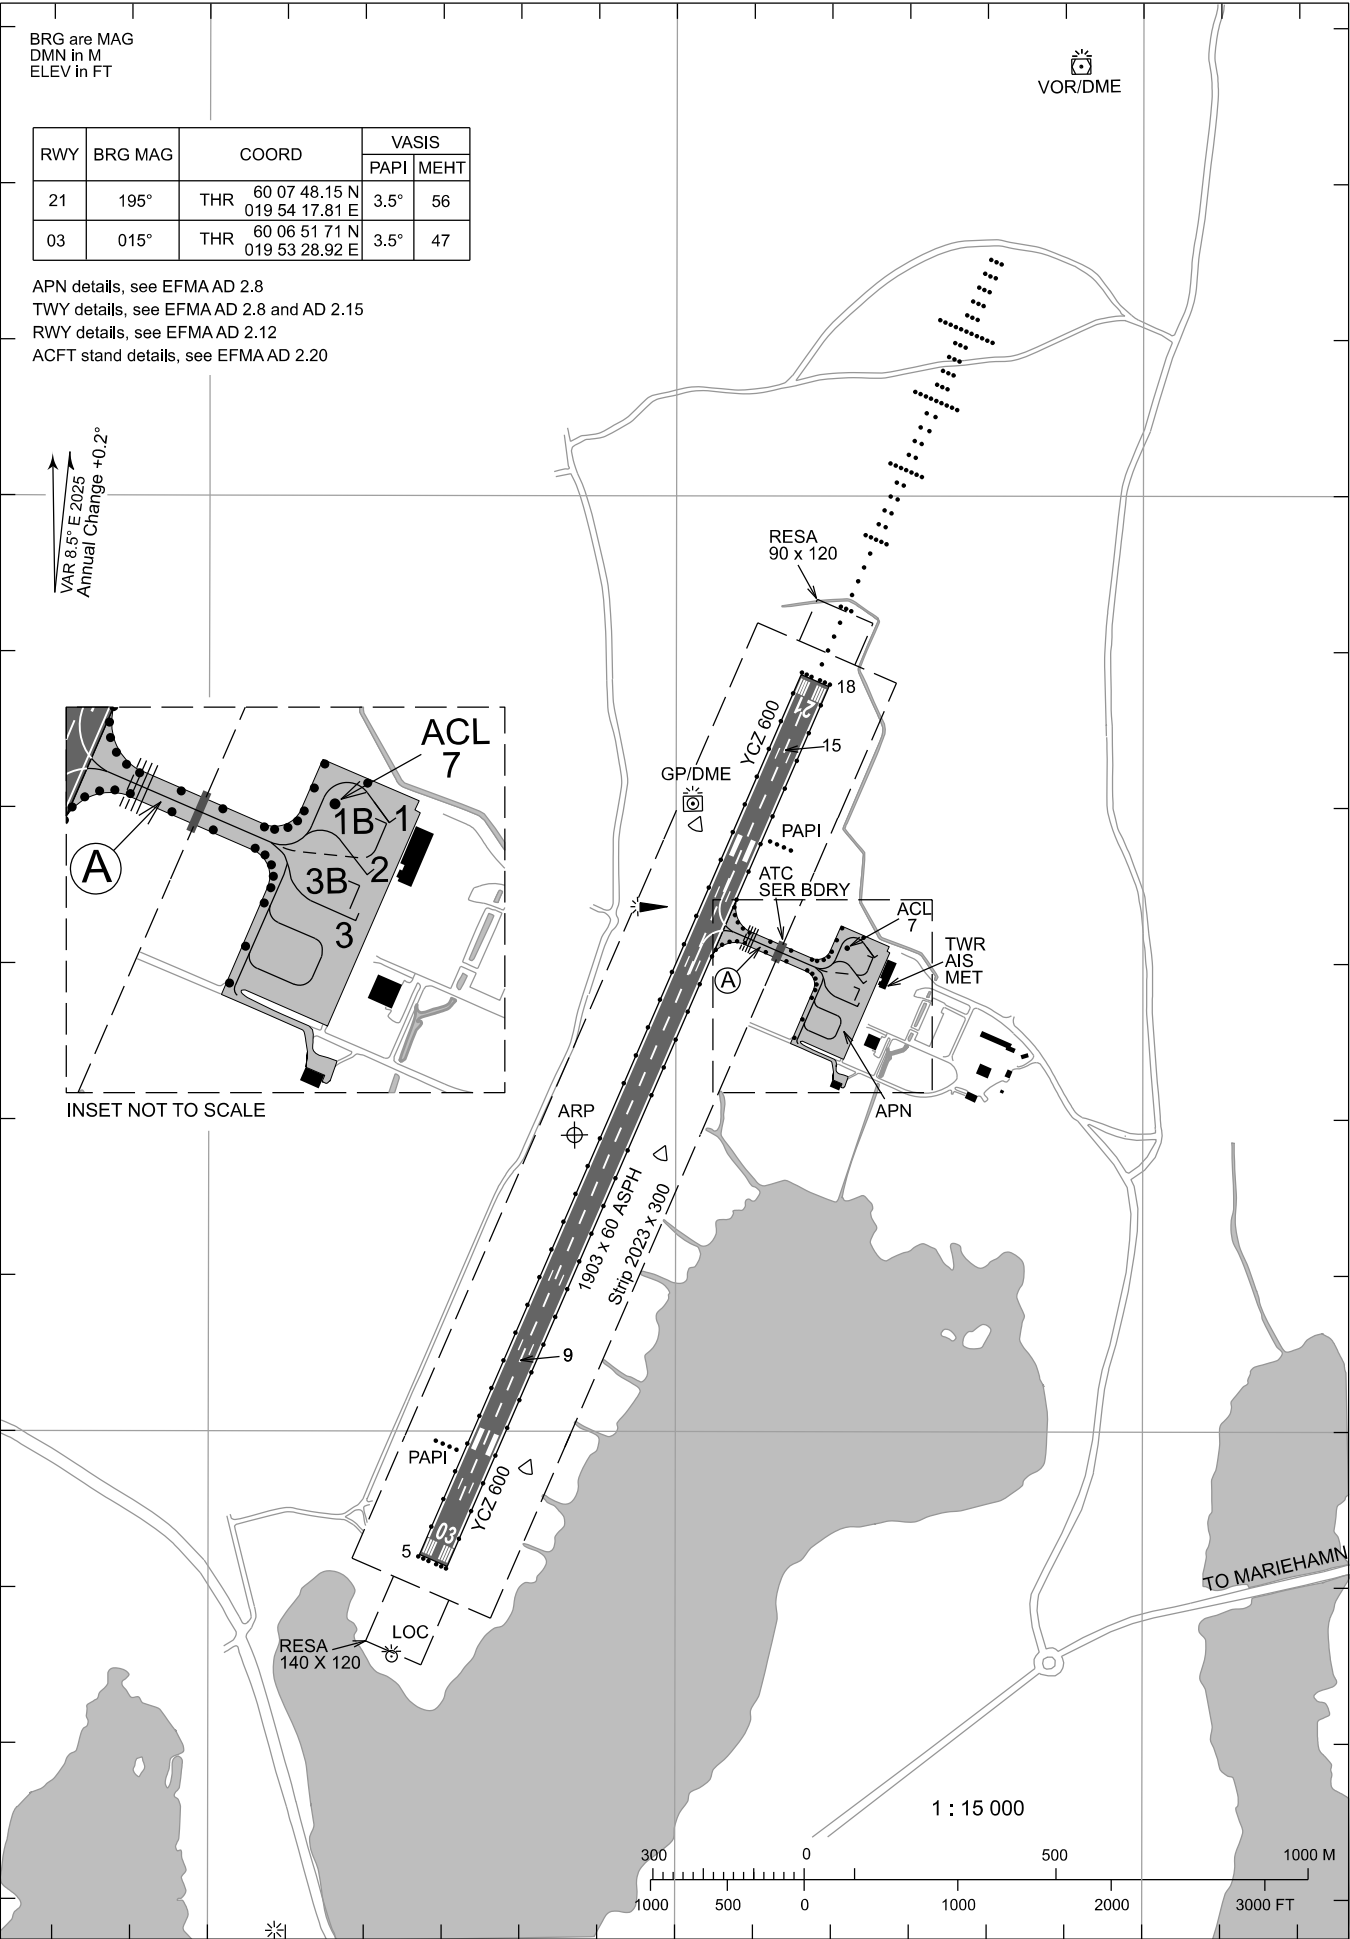 BRG are MAG
DMN in M
ELEV in FT
VOR/DME
RWY BRG MAG COORD VASIS
PAPI MEHT
21 195° THR 60 07 48.15 N 3.5° 56
019 54 17.81 E
03 015° THR 60 06 51 71 N 3.5° 47
019 53 28.92 E
APN details, see EFMA AD 2.8
TWY details, see EFMA AD 2.8 and AD 2.15
RWY details, see EFMA AD 2.12
ACFT stand details, see EFMA AD 2.20
VAR 8.5° E 2025
Annual Change +0.2°
RESA
90 x 120
18
21
YCZ 600
15
GP/DME
PAPI
ATC
SER BDRY
ACL
7
TWR
AIS
MET
A
APN
ACL
7
1B 1
2
3B
3
A
INSET NOT TO SCALE
ARP
1903 x 60 ASPH
Strip 2023 x 300
9
PAPI
YCZ 600
03
5
LOC
RESA
140 X 120
TO MARIEHAMN
1 : 15 000
300 0 500 1000 M
1000 500 0 1000 2000 3000 FT